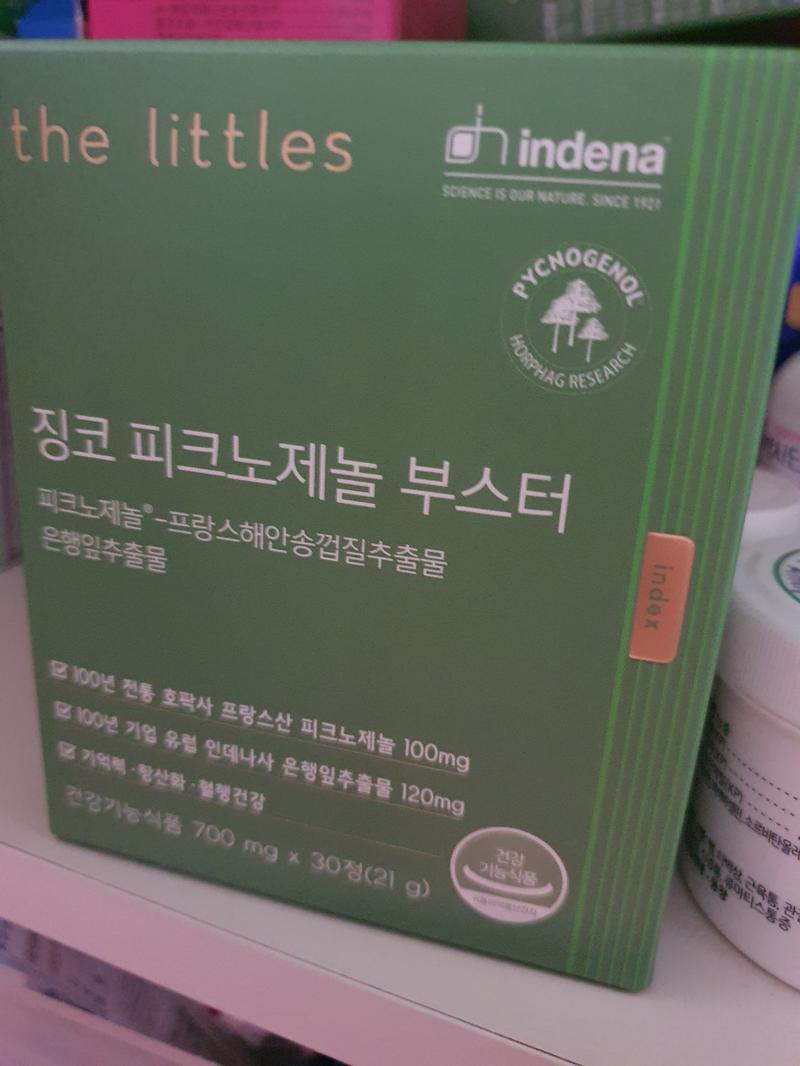 the littles
indena
SCIENCE IS OUR NATURE. SINCE 1921
PYCNOGENOL
HORPHAG RESEARCH
징코 피크노제놀 부스터
피크노제놀®-프랑스해안송껍질추출물
은행잎추출물
index
☑ 100년 전통 호팍사 프랑스산 피크노제놀 100mg
☑ 100년 기업 유럽 인데나사 은행잎추출물 120mg
☑ 기억력·항산화·혈행건강
건강기능식품 700 mg x 30정(21 g)
건강
기능식품